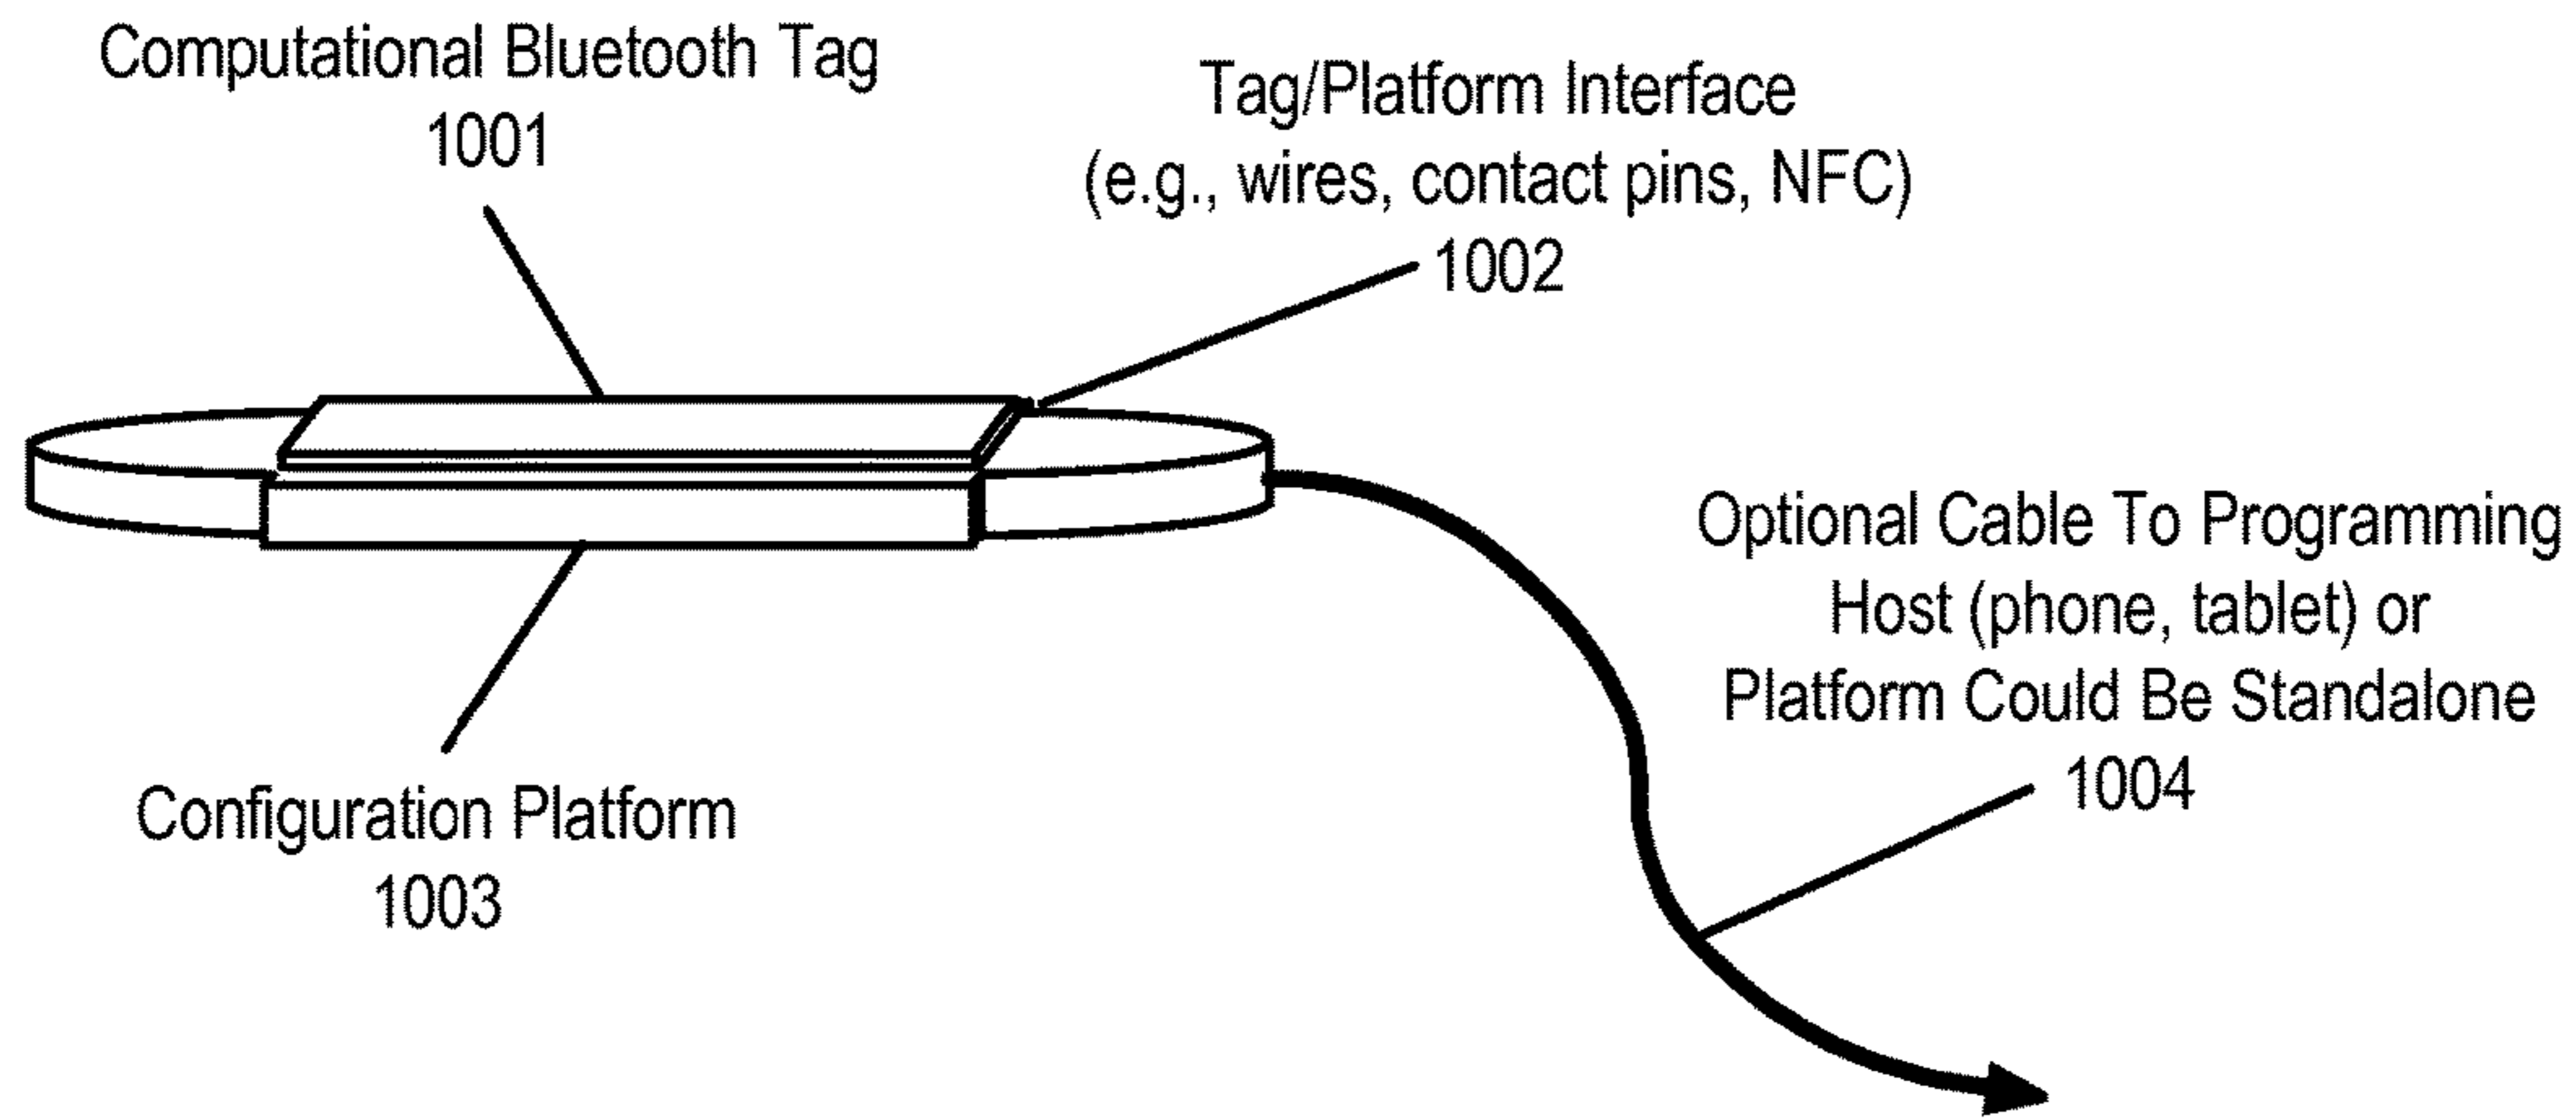 Computational Bluetooth Tag
1001
Tag/Platform Interface
(e.g., wires, contact pins, NFC)
1002
Optional Cable To Programming
Host (phone, tablet) or
Platform Could Be Standalone
1004
Configuration Platform
1003